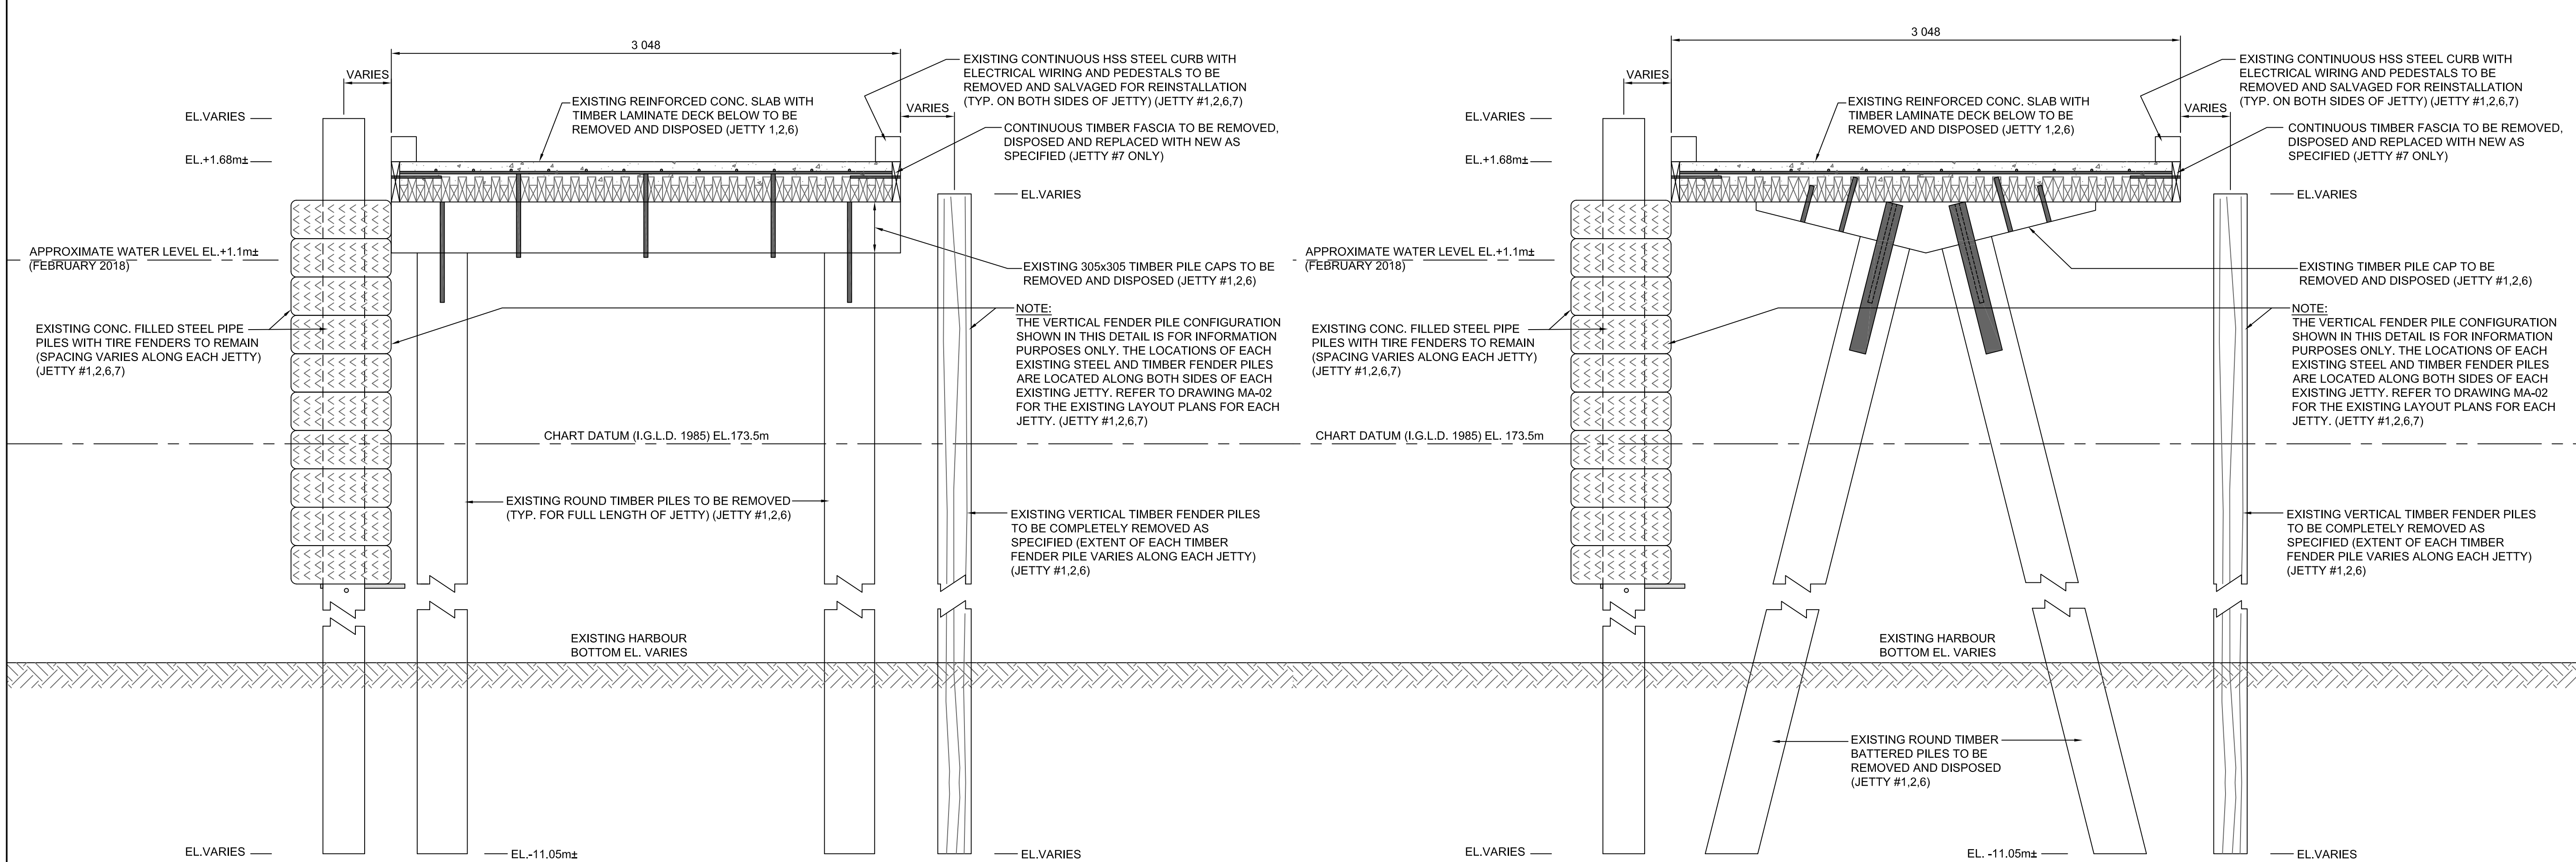 3 048
VARIES
EXISTING CONTINUOUS HSS STEEL CURB WITH
ELECTRICAL WIRING AND PEDESTALS TO BE
REMOVED AND SALVAGED FOR REINSTALLATION
(TYP. ON BOTH SIDES OF JETTY) (JETTY #1,2,6,7)
EXISTING REINFORCED CONC. SLAB WITH
TIMBER LAMINATE DECK BELOW TO BE
REMOVED AND DISPOSED (JETTY 1,2,6)
VARIES
EL.VARIES
CONTINUOUS TIMBER FASCIA TO BE REMOVED,
DISPOSED AND REPLACED WITH NEW AS
SPECIFIED (JETTY #7 ONLY)
EL.+1.68m±
EL.VARIES
APPROXIMATE WATER LEVEL EL.+1.1m±
(FEBRUARY 2018)
EXISTING 305x305 TIMBER PILE CAPS TO BE
REMOVED AND DISPOSED (JETTY #1,2,6)
NOTE:
THE VERTICAL FENDER PILE CONFIGURATION
SHOWN IN THIS DETAIL IS FOR INFORMATION
PURPOSES ONLY. THE LOCATIONS OF EACH
EXISTING STEEL AND TIMBER FENDER PILES
ARE LOCATED ALONG BOTH SIDES OF EACH
EXISTING JETTY. REFER TO DRAWING MA-02
FOR THE EXISTING LAYOUT PLANS FOR EACH
JETTY. (JETTY #1,2,6,7)
EXISTING CONC. FILLED STEEL PIPE
PILES WITH TIRE FENDERS TO REMAIN
(SPACING VARIES ALONG EACH JETTY)
(JETTY #1,2,6,7)
CHART DATUM (I.G.L.D. 1985) EL.173.5m
EXISTING ROUND TIMBER PILES TO BE REMOVED
(TYP. FOR FULL LENGTH OF JETTY) (JETTY #1,2,6)
EXISTING VERTICAL TIMBER FENDER PILES
TO BE COMPLETELY REMOVED AS
SPECIFIED (EXTENT OF EACH TIMBER
FENDER PILE VARIES ALONG EACH JETTY)
(JETTY #1,2,6)
EXISTING HARBOUR
BOTTOM EL. VARIES
EL.VARIES
EL.-11.05m±
EL.VARIES
3 048
VARIES
EXISTING CONTINUOUS HSS STEEL CURB WITH
ELECTRICAL WIRING AND PEDESTALS TO BE
REMOVED AND SALVAGED FOR REINSTALLATION
(TYP. ON BOTH SIDES OF JETTY) (JETTY #1,2,6,7)
EXISTING REINFORCED CONC. SLAB WITH
TIMBER LAMINATE DECK BELOW TO BE
REMOVED AND DISPOSED (JETTY 1,2,6)
VARIES
EL.VARIES
CONTINUOUS TIMBER FASCIA TO BE REMOVED,
DISPOSED AND REPLACED WITH NEW AS
SPECIFIED (JETTY #7 ONLY)
EL.+1.68m±
EL.VARIES
APPROXIMATE WATER LEVEL EL.+1.1m±
(FEBRUARY 2018)
EXISTING TIMBER PILE CAP TO BE
REMOVED AND DISPOSED (JETTY #1,2,6)
NOTE:
THE VERTICAL FENDER PILE CONFIGURATION
SHOWN IN THIS DETAIL IS FOR INFORMATION
PURPOSES ONLY. THE LOCATIONS OF EACH
EXISTING STEEL AND TIMBER FENDER PILES
ARE LOCATED ALONG BOTH SIDES OF EACH
EXISTING JETTY. REFER TO DRAWING MA-02
FOR THE EXISTING LAYOUT PLANS FOR EACH
JETTY. (JETTY #1,2,6,7)
EXISTING CONC. FILLED STEEL PIPE
PILES WITH TIRE FENDERS TO REMAIN
(SPACING VARIES ALONG EACH JETTY)
(JETTY #1,2,6,7)
CHART DATUM (I.G.L.D. 1985) EL. 173.5m
EXISTING VERTICAL TIMBER FENDER PILES
TO BE COMPLETELY REMOVED AS
SPECIFIED (EXTENT OF EACH TIMBER
FENDER PILE VARIES ALONG EACH JETTY)
(JETTY #1,2,6)
EXISTING HARBOUR
BOTTOM EL. VARIES
EXISTING ROUND TIMBER
BATTERED PILES TO BE
REMOVED AND DISPOSED
(JETTY #1,2,6)
EL.VARIES
EL. -11.05m±
EL.VARIES